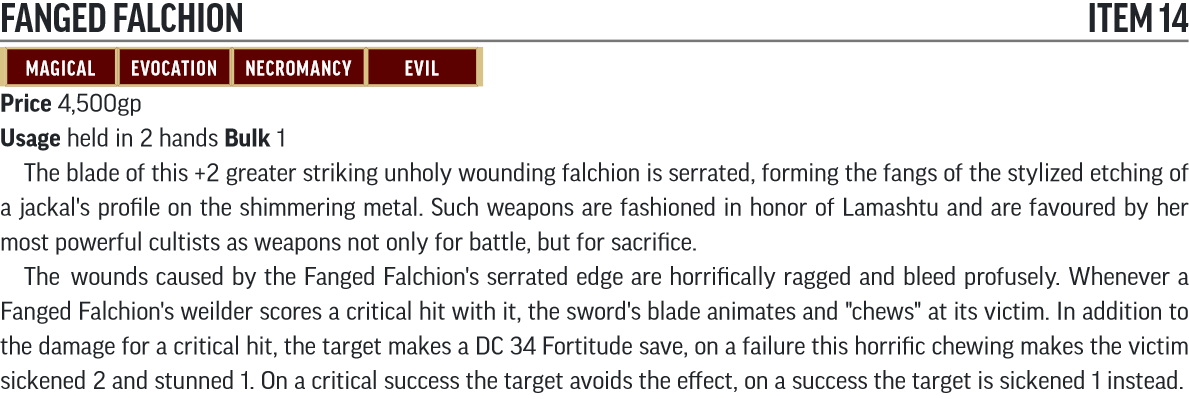 FANGED FALCHION ITEM 14
MAGICAL EVOCATION NECROMANCY EVIL
Price 4,500gp
Usage held in 2 hands Bulk 1
The blade of this +2 greater striking unholy wounding falchion is serrated, forming the fangs of the stylized etching of
a jackal's profile on the shimmering metal. Such weapons are fashioned in honor of Lamashtu and are favoured by her
most powerful cultists as weapons not only for battle, but for sacrifice.
The wounds caused by the Fanged Falchion's serrated edge are horrifically ragged and bleed profusely. Whenever a
Fanged Falchion's weilder scores a critical hit with it, the sword's blade animates and "chews" at its victim. In addition to
the damage for a critical hit, the target makes a DC 34 Fortitude save, on a failure this horrific chewing makes the victim
sickened 2 and stunned 1. On a critical success the target avoids the effect, on a success the target is sickened 1 instead.